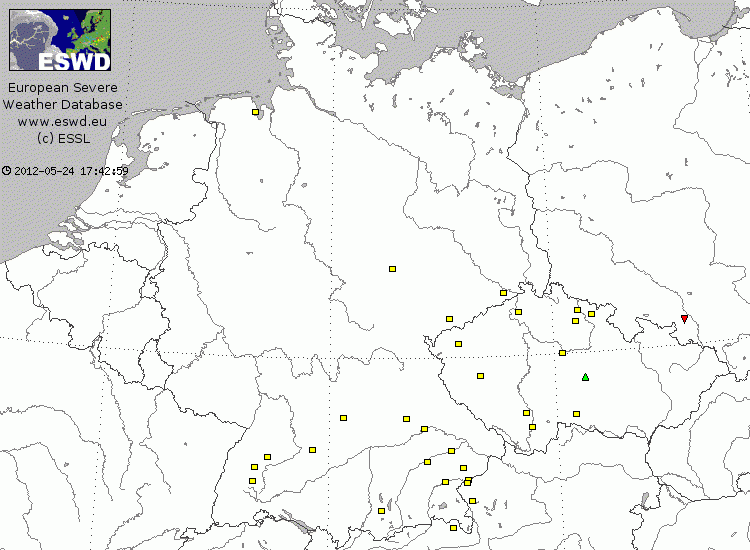 ESWD
European Severe
Weather Database
www.eswd.eu
(c) ESSL
2012-05-24 17:42:59